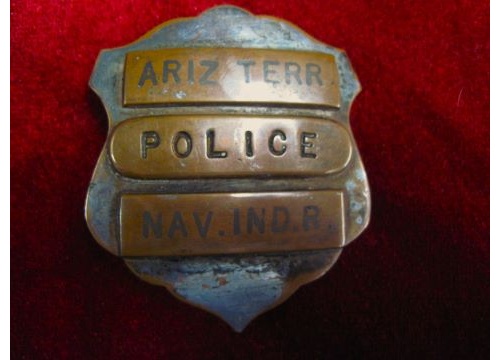 ARIZ TERR
POLICE
NAV. IND. R.